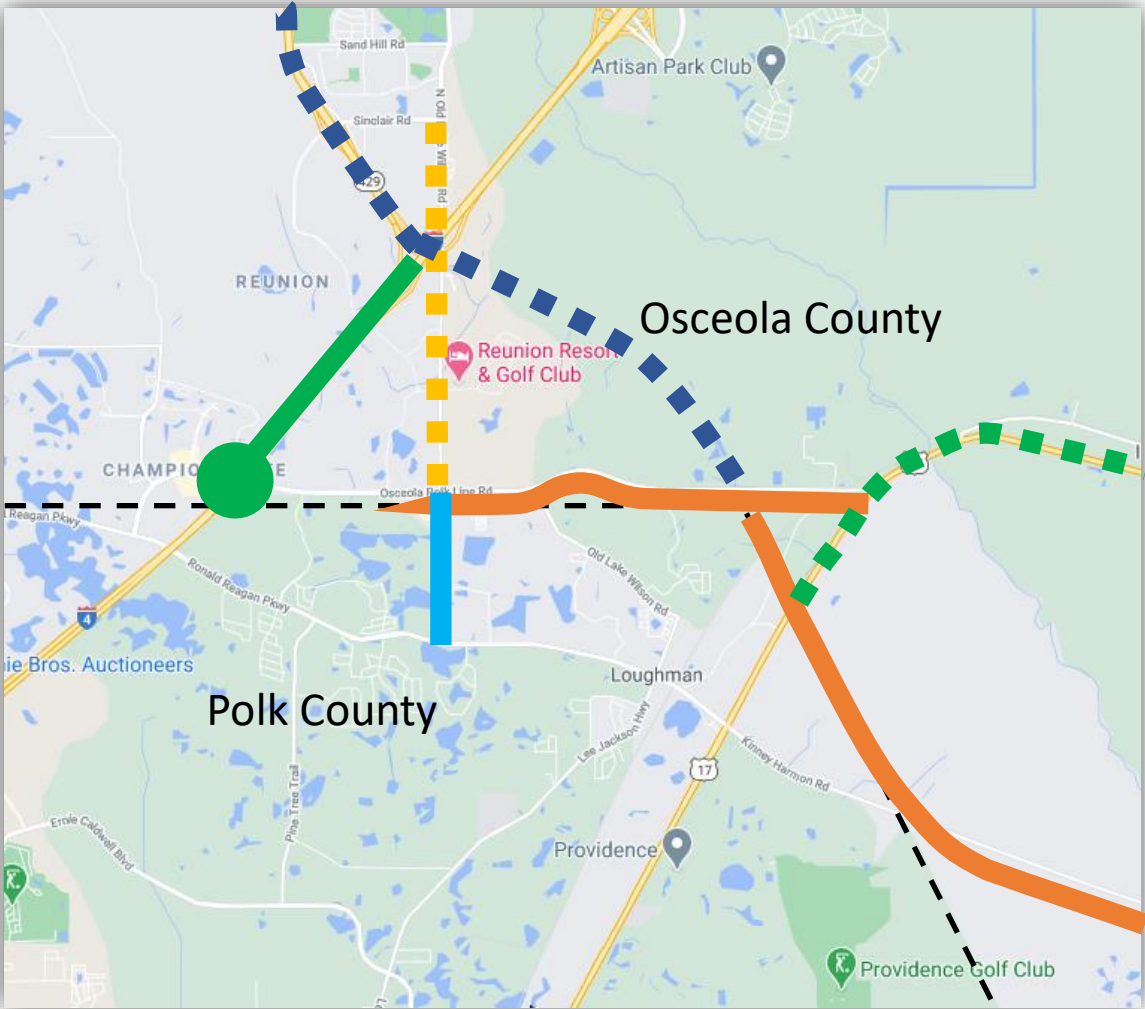 Sand Hill Rd
Artisan Park Club
Sinclair Rd
N Old
Rd
429
REUNION
Osceola County
Reunion Resort
& Golf Club
CHAMPIO
E
Osceola Polk Line Rd
d Reagan Pkwy
Ronald Reagan Pkwy
Old Lake Wilson Rd
4
ie Bros. Auctioneers
Loughman
Polk County
Lee Jackson Hwy
17
Kinney Harmon Rd
Pine Tree Trail
Ernie Caldwell Blvd
Providence
Providence Golf Club